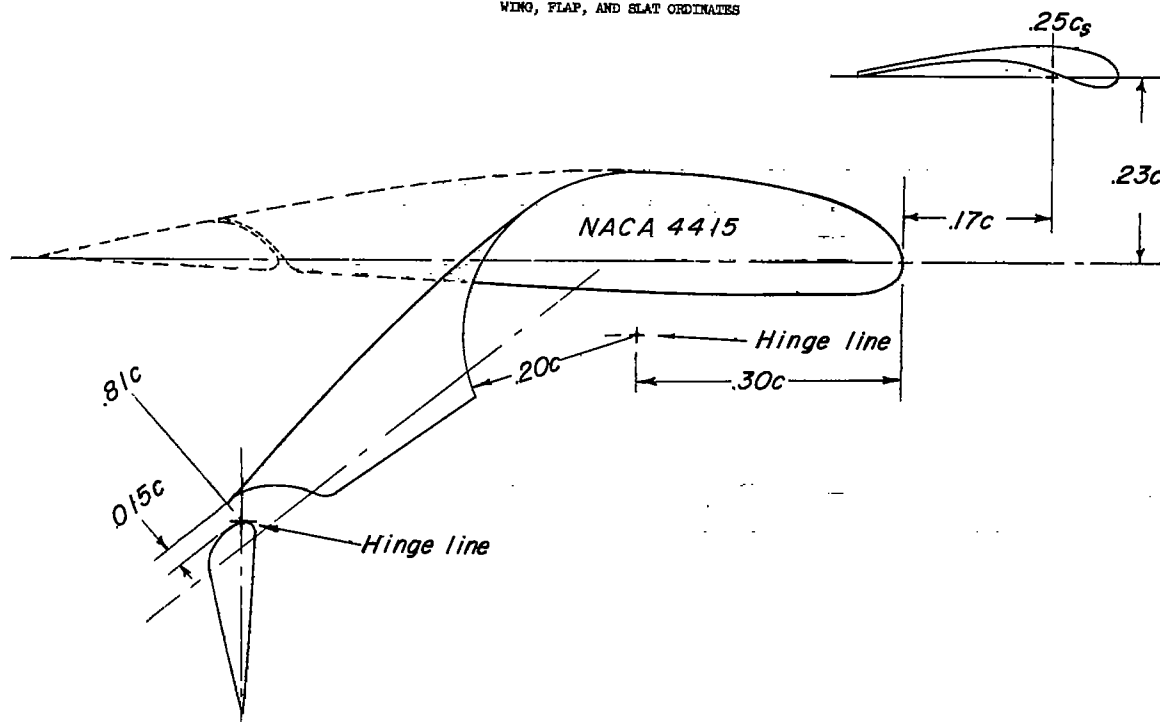 WING, FLAP, AND SLAT ORDINATES
.25cs
.23c
.17c
NACA 4415
Hinge line
.20c
.30c
.81c
.015c
Hinge line